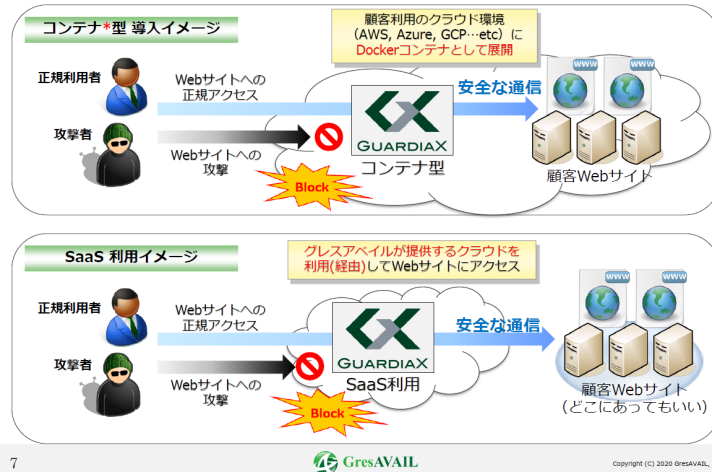 コンテナ*型 導入イメージ
顧客利用のクラウド環境
（AWS, Azure, GCP…etc）に
Dockerコンテナとして展開
正規利用者
Webサイトへの
正規アクセス
安全な通信
WWW
WWW
攻撃者
Webサイトへの
攻撃
GUARDIAX
コンテナ型
Block
顧客Webサイト
SaaS 利用イメージ
グレスアベイルが提供するクラウドを
利用(経由)してWebサイトにアクセス
正規利用者
Webサイトへの
正規アクセス
安全な通信
WWW
WWW
攻撃者
Webサイトへの
攻撃
GUARDIAX
SaaS利用
Block
顧客Webサイト
（どこにあってもいい）
7
GresAVAIL
Copyright (C) 2020 GresAVAIL,